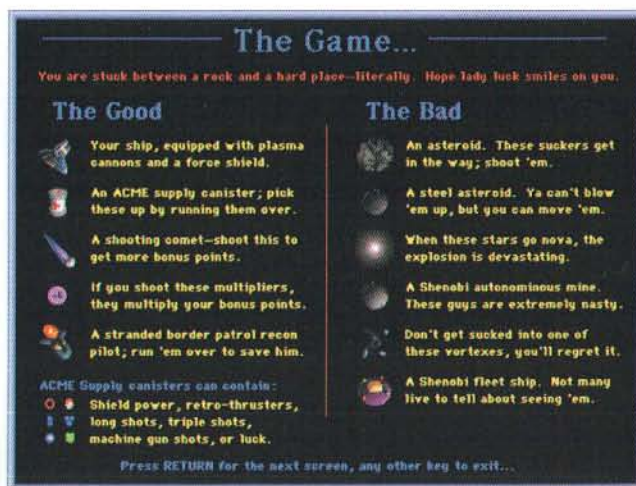 The Game...
You are stuck between a rock and a hard place—literally. Hope lady luck smiles on you.
The Good
Your ship, equipped with plasma
cannons and a force shield.
An ACME supply canister; pick
these up by running them over.
A shooting comet—shoot this to
get more bonus points.
If you shoot these multipliers,
they multiply your bonus points.
A stranded border patrol recon
pilot; run 'em over to save him.
ACME Supply canisters can contain:
Shield power, retro-thrusters,
long shots, triple shots,
machine gun shots, or luck.
The Bad
An asteroid. These suckers get
in the way; shoot 'em.
A steel asteroid. Ya can't blow
'em up, but you can move 'em.
When these stars go nova, the
explosion is devastating.
A Shenobi autonominous mine.
These guys are extremely nasty.
Don't get sucked into one of
these vortexes, you'll regret it.
A Shenobi fleet ship. Not many
live to tell about seeing 'em.
Press RETURN for the next screen, any other key to exit...